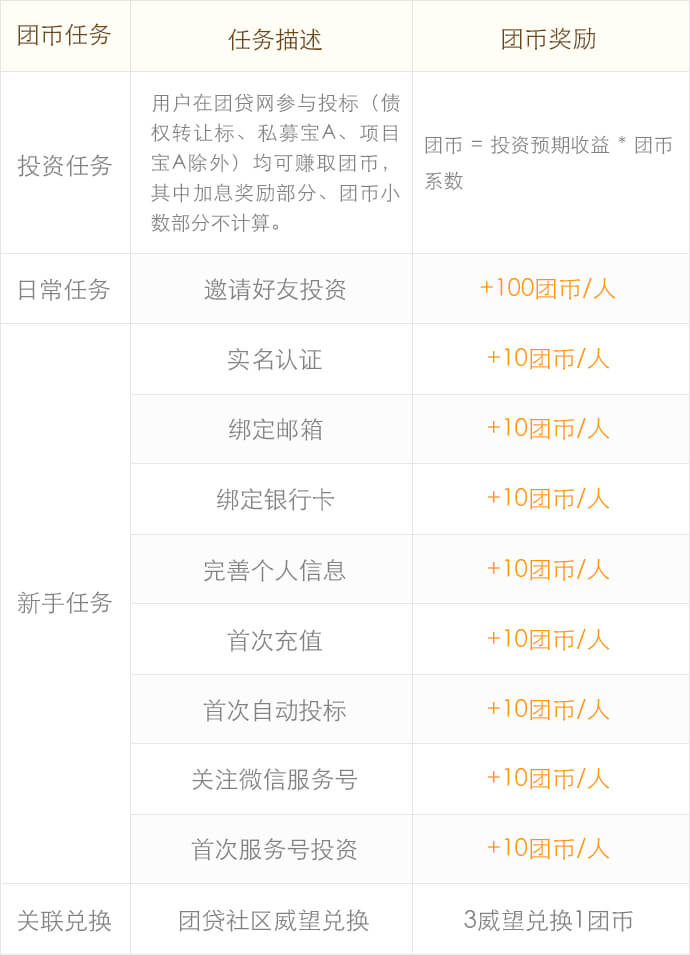 团币任务
任务描述
团币奖励
投资任务
用户在团贷网参与投标（债
权转让标、私募宝A、项目
宝A除外）均可赚取团币，
其中加息奖励部分、团币小
数部分不计算。
团币 = 投资预期收益 * 团币
系数
日常任务
邀请好友投资
+100团币/人
新手任务
实名认证
+10团币/人
绑定邮箱
+10团币/人
绑定银行卡
+10团币/人
完善个人信息
+10团币/人
首次充值
+10团币/人
首次自动投标
+10团币/人
关注微信服务号
+10团币/人
首次服务号投资
+10团币/人
关联兑换
团贷社区威望兑换
3威望兑换1团币